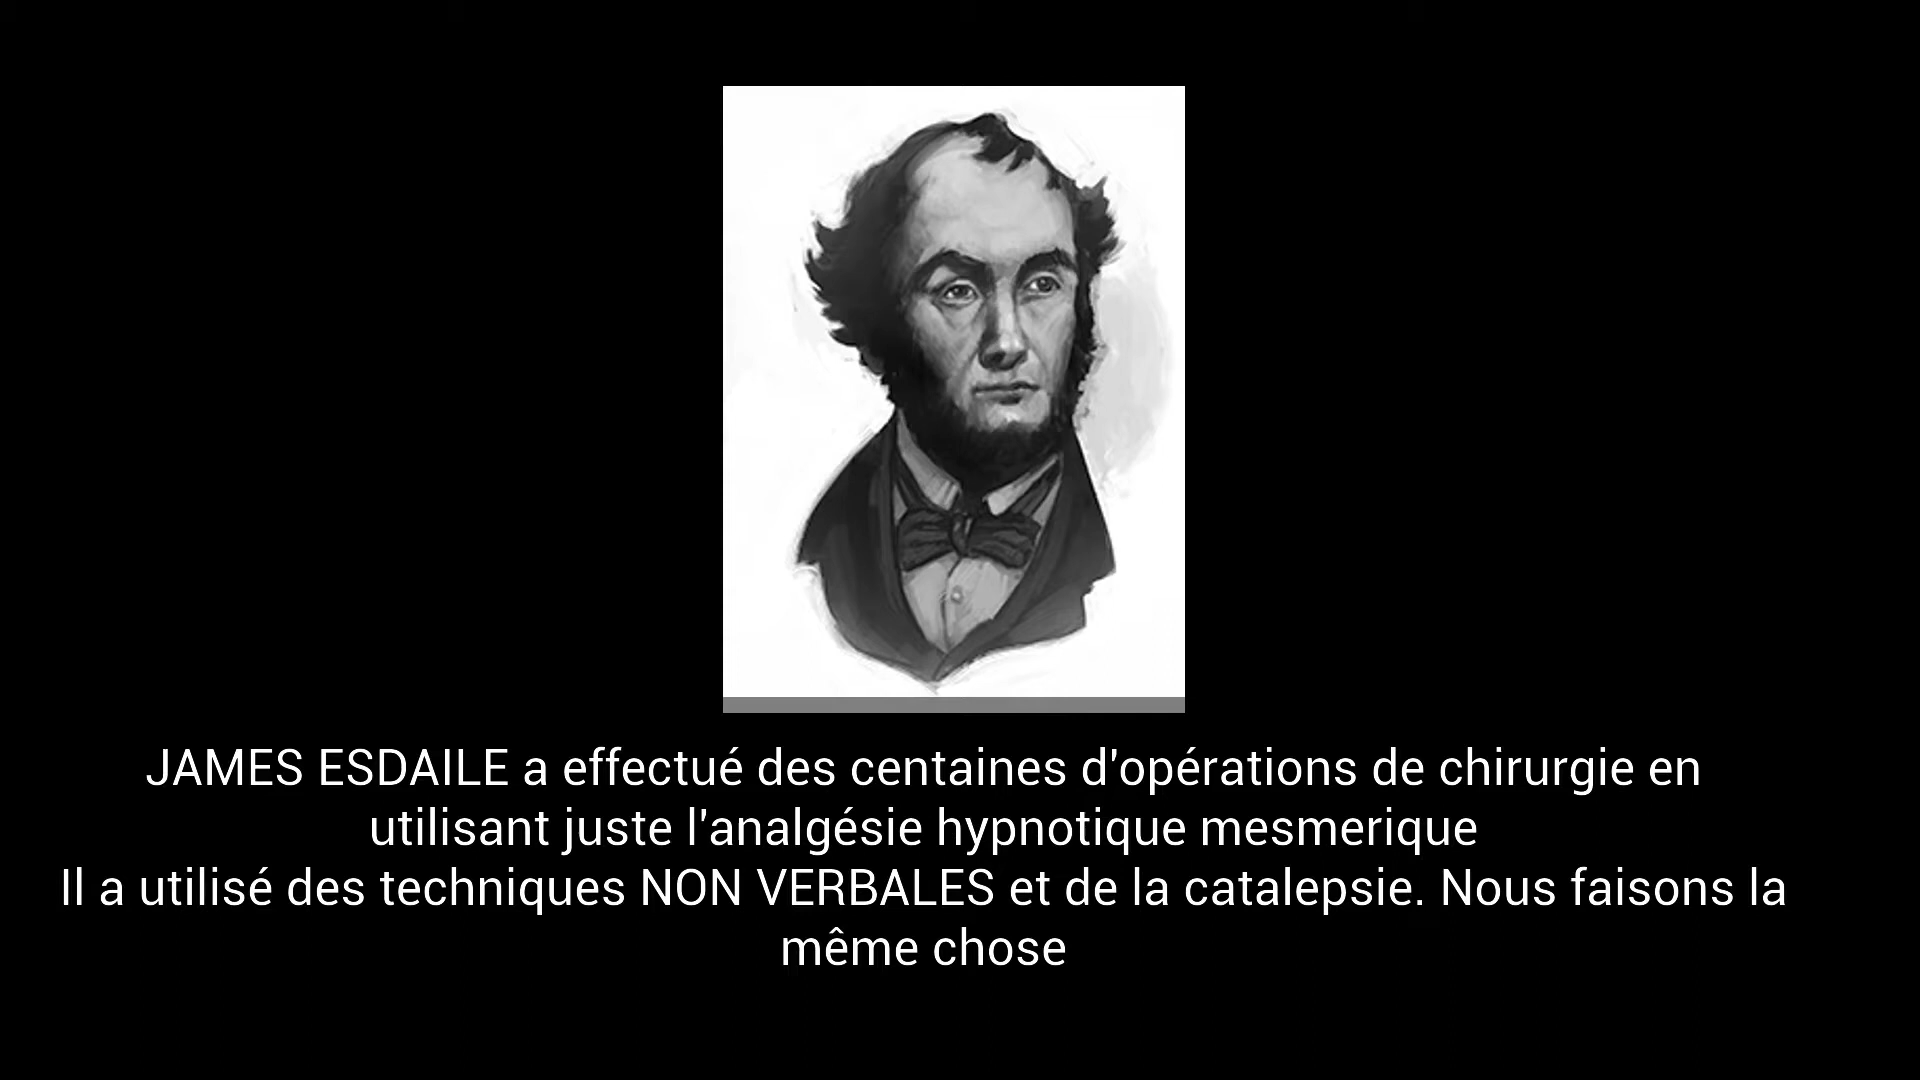 JAMES ESDAILE a effectué des centaines d'opérations de chirurgie en
utilisant juste l'analgésie hypnotique mesmerique
Il a utilisé des techniques NON VERBALES et de la catalepsie. Nous faisons la
même chose